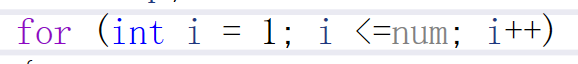 for (int i = 1; i <=num; i++)